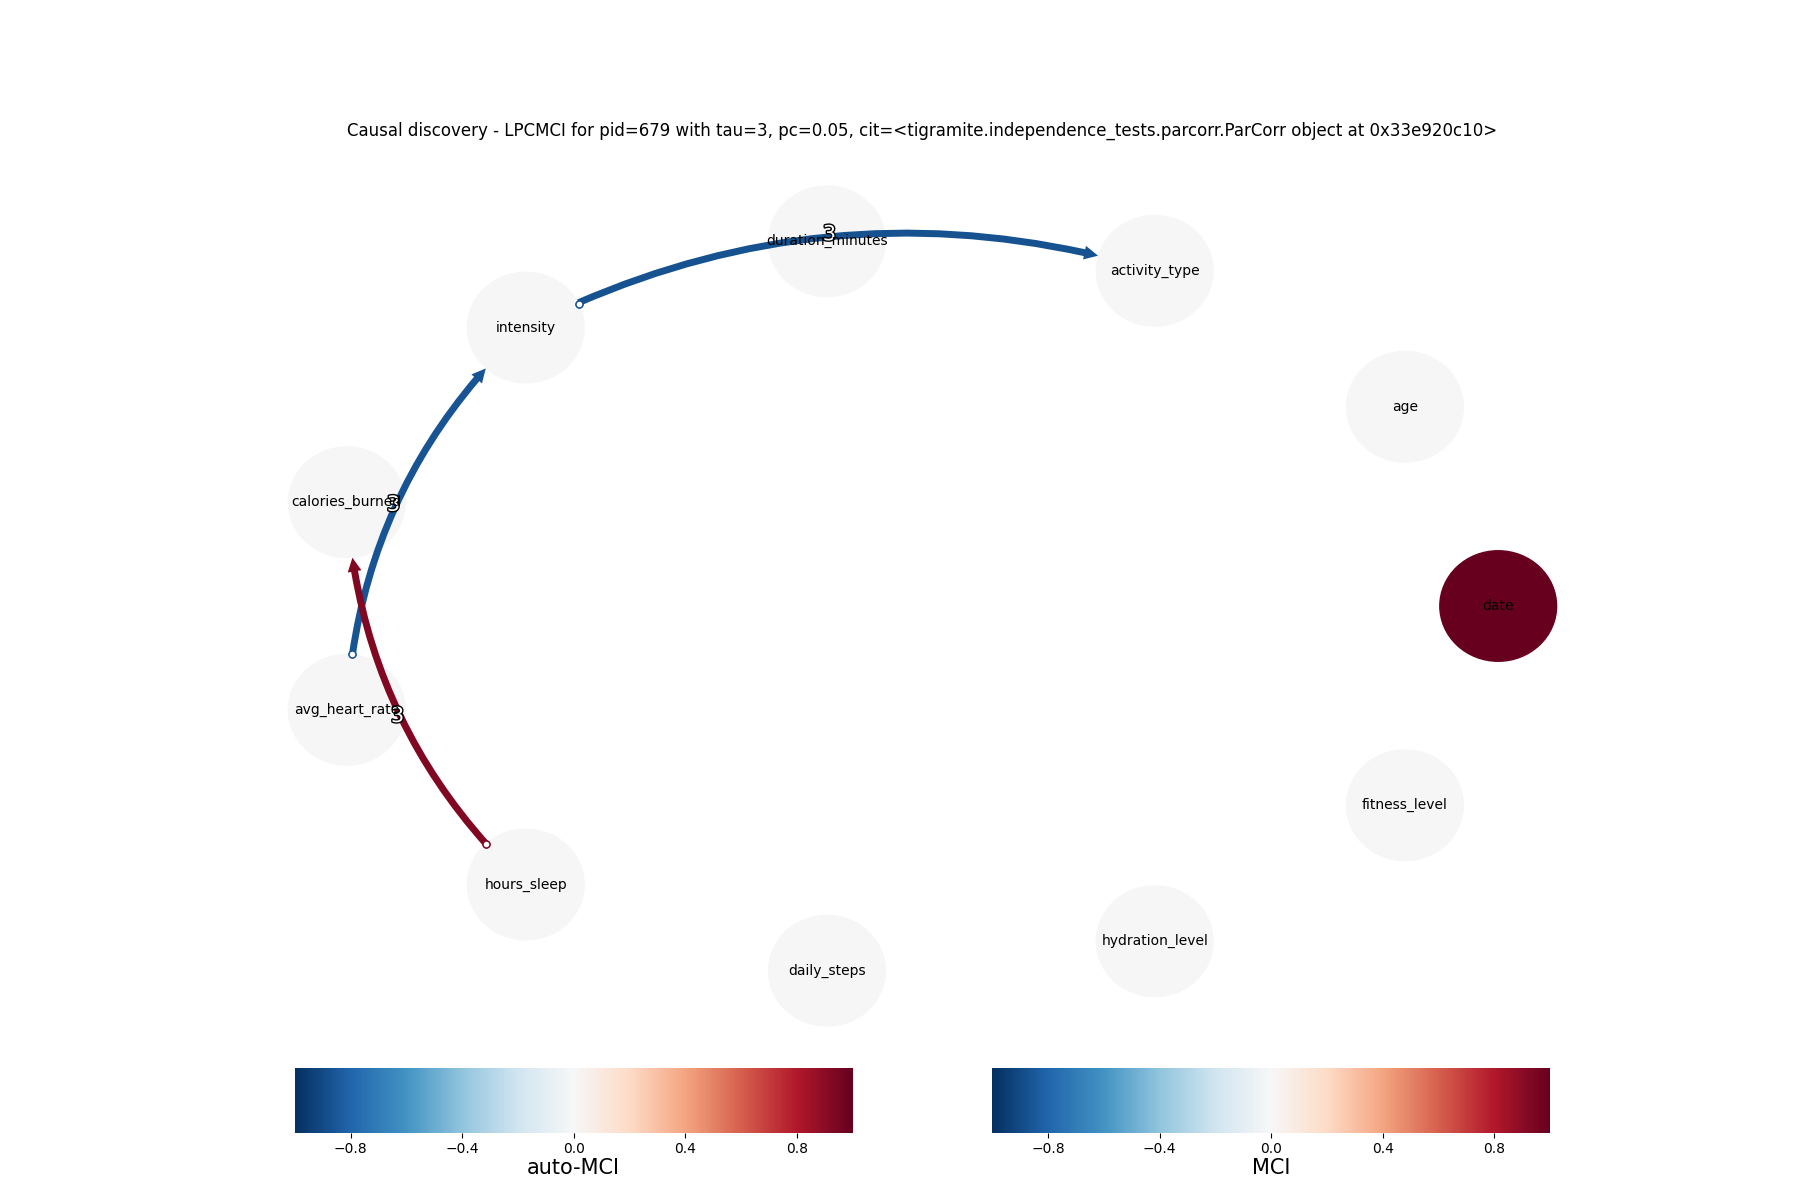 Causal discovery - LPCMCI for pid=679 with tau=3, pc=0.05, cit=<tigramite.independence_tests.parcorr.ParCorr object at 0x33e920c10>
3
duration_minutes
activity_type
intensity
age
calories_burned
3
date
avg_heart_rate
3
fitness_level
hours_sleep
hydration_level
daily_steps
−0.8 −0.4 0.0 0.4 0.8
auto-MCI
−0.8 −0.4 0.0 0.4 0.8
MCI